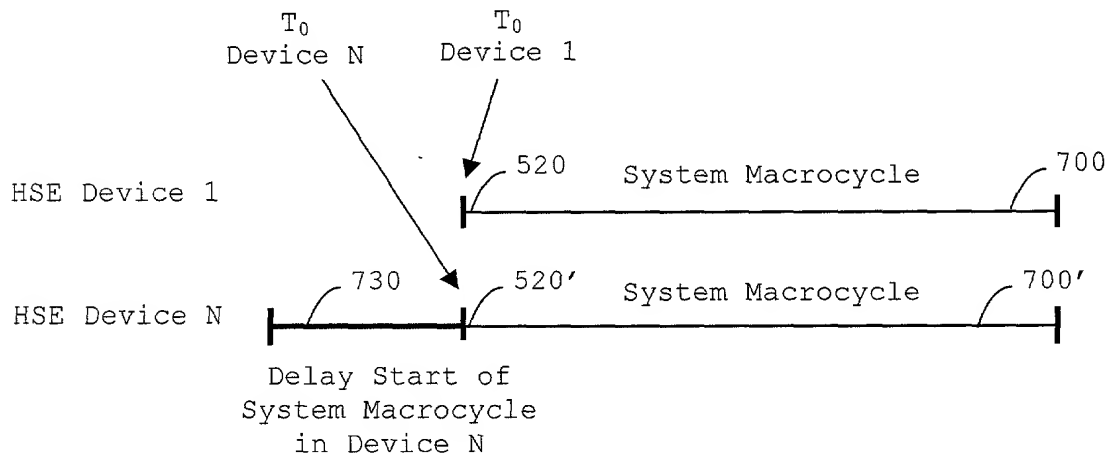 T0
Device N
T0
Device 1
HSE Device 1
520
System Macrocycle
700
HSE Device N
730
520'
System Macrocycle
700'
Delay Start of
System Macrocycle
in Device N